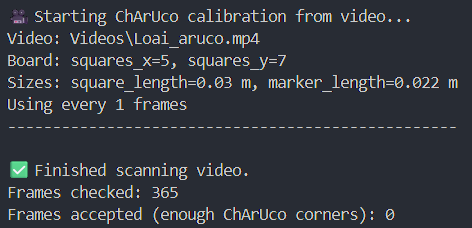 🎥 Starting ChArUco calibration from video...
Video: Videos\Loai_aruco.mp4
Board: squares_x=5, squares_y=7
Sizes: square_length=0.03 m, marker_length=0.022 m
Using every 1 frames
--------------------------------------------------
✅ Finished scanning video.
Frames checked: 365
Frames accepted (enough ChArUco corners): 0